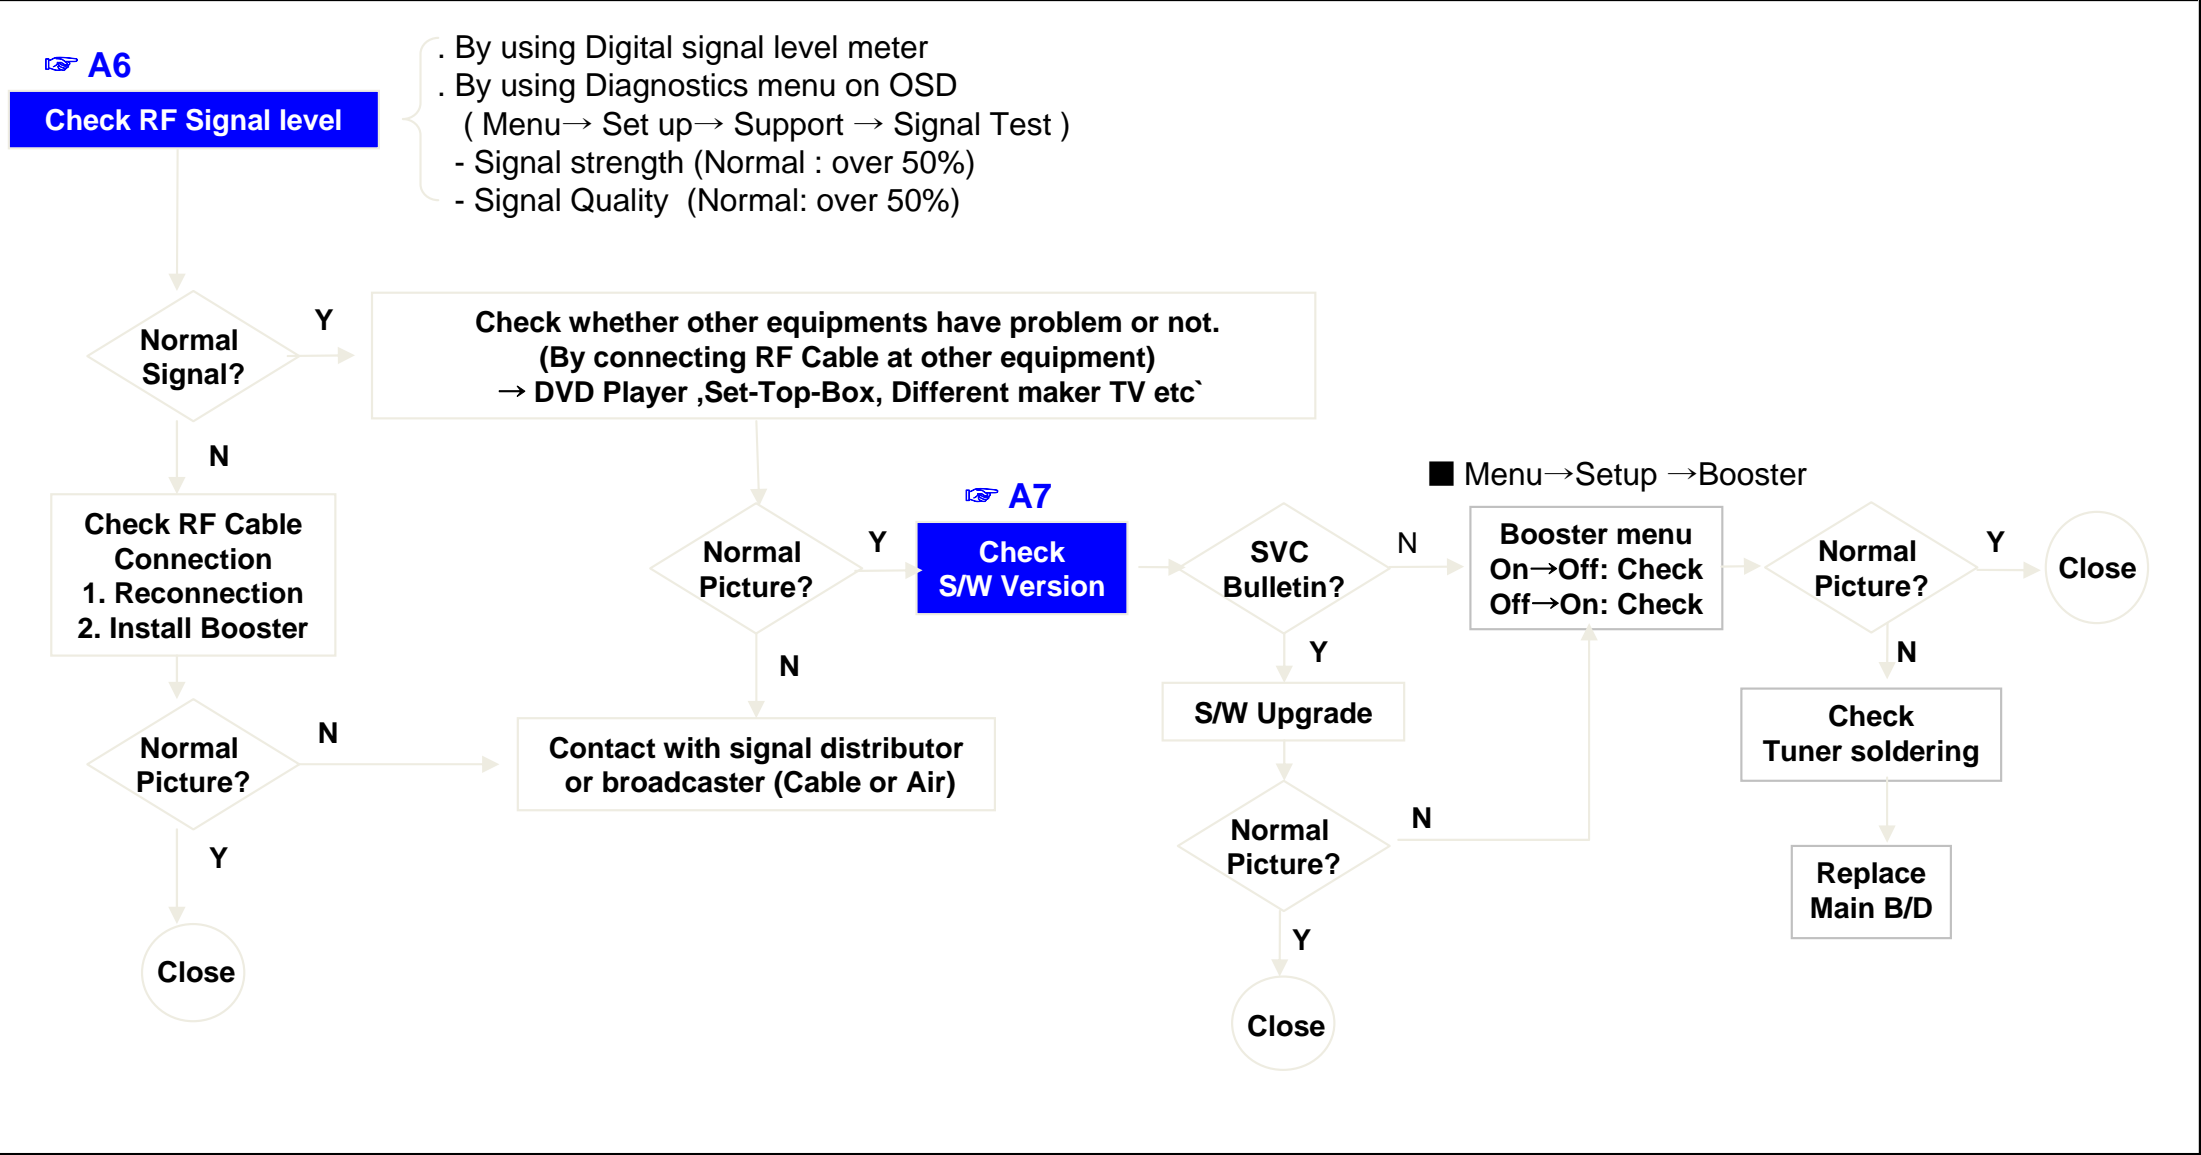 ☞ A6
Check RF Signal level
. By using Digital signal level meter
. By using Diagnostics menu on OSD
( Menu→ Set up→ Support → Signal Test )
- Signal strength (Normal : over 50%)
- Signal Quality (Normal: over 50%)
Normal
Signal?
Y
Check whether other equipments have problem or not.
(By connecting RF Cable at other equipment)
→ DVD Player ,Set-Top-Box, Different maker TV etc`
N
Check RF Cable
Connection
1. Reconnection
2. Install Booster
Normal
Picture?
N
Y
Close
Normal
Picture?
Y
N
Contact with signal distributor
or broadcaster (Cable or Air)
☞ A7
Check
S/W Version
SVC
Bulletin?
N
Y
S/W Upgrade
Normal
Picture?
N
Y
Close
■ Menu→Setup →Booster
Booster menu
On→Off: Check
Off→On: Check
Normal
Picture?
Y
Close
N
Check
Tuner soldering
Replace
Main B/D